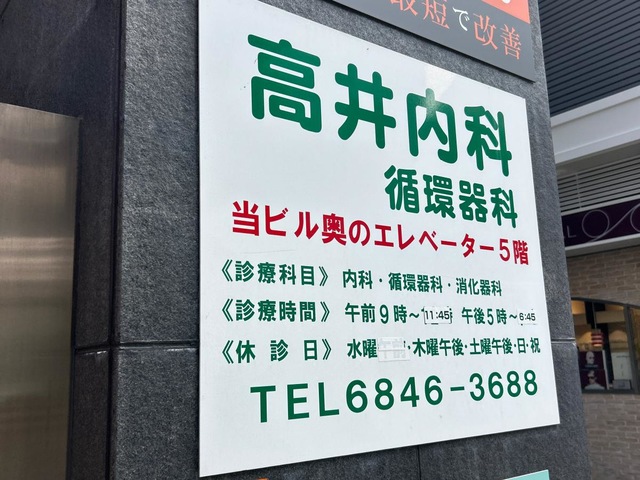 最短で改善
高井内科
循環器科
当ビル奥のエレベーター5階
《診療科目》 内科・循環器科・消化器科
《診療時間》 午前9時～11:45 午後5時～6:45
《休診日》 水曜・木曜午後・土曜午後・日・祝
TEL6846-3688